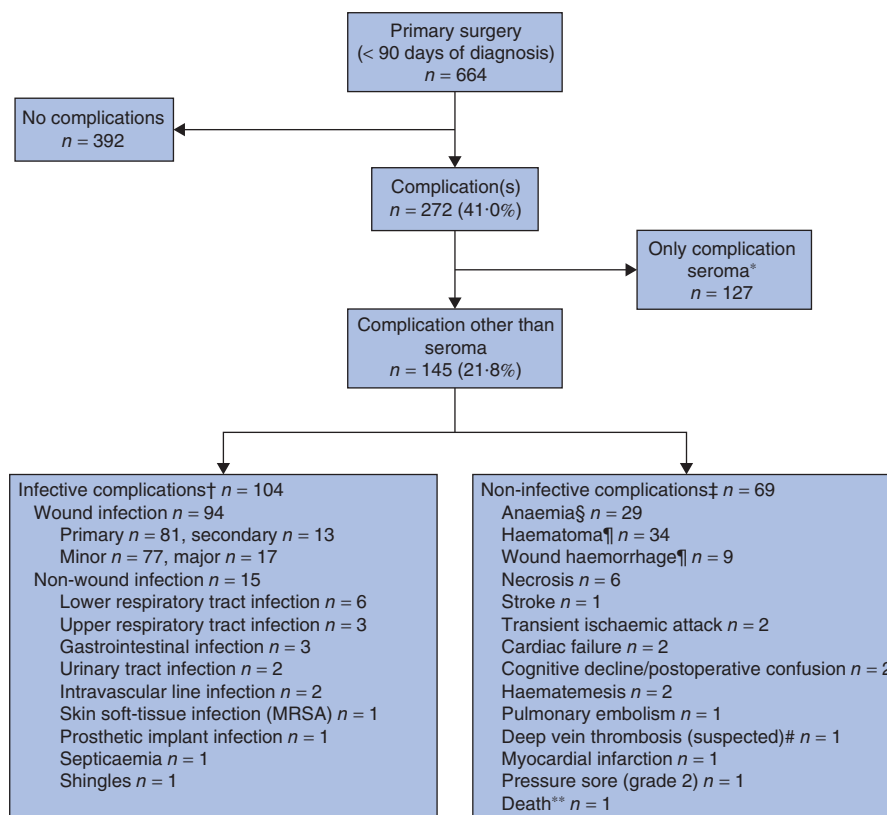 Primary surgery
(< 90 days of diagnosis)
n = 664
No complications
n = 392
Complication(s)
n = 272 (41·0%)
Only complication
seroma*
n = 127
Complication other than
seroma
n = 145 (21·8%)
Infective complications† n = 104
Wound infection n = 94
Primary n = 81, secondary n = 13
Minor n = 77, major n = 17
Non-wound infection n = 15
Lower respiratory tract infection n = 6
Upper respiratory tract infection n = 3
Gastrointestinal infection n = 3
Urinary tract infection n = 2
Intravascular line infection n = 2
Skin soft-tissue infection (MRSA) n = 1
Prosthetic implant infection n = 1
Septicaemia n = 1
Shingles n = 1
Non-infective complications‡ n = 69
Anaemia§ n = 29
Haematoma¶ n = 34
Wound haemorrhage¶ n = 9
Necrosis n = 6
Stroke n = 1
Transient ischaemic attack n = 2
Cardiac failure n = 2
Cognitive decline/postoperative confusion n = 2
Haematemesis n = 2
Pulmonary embolism n = 1
Deep vein thrombosis (suspected)# n = 1
Myocardial infarction n = 1
Pressure sore (grade 2) n = 1
Death** n = 1